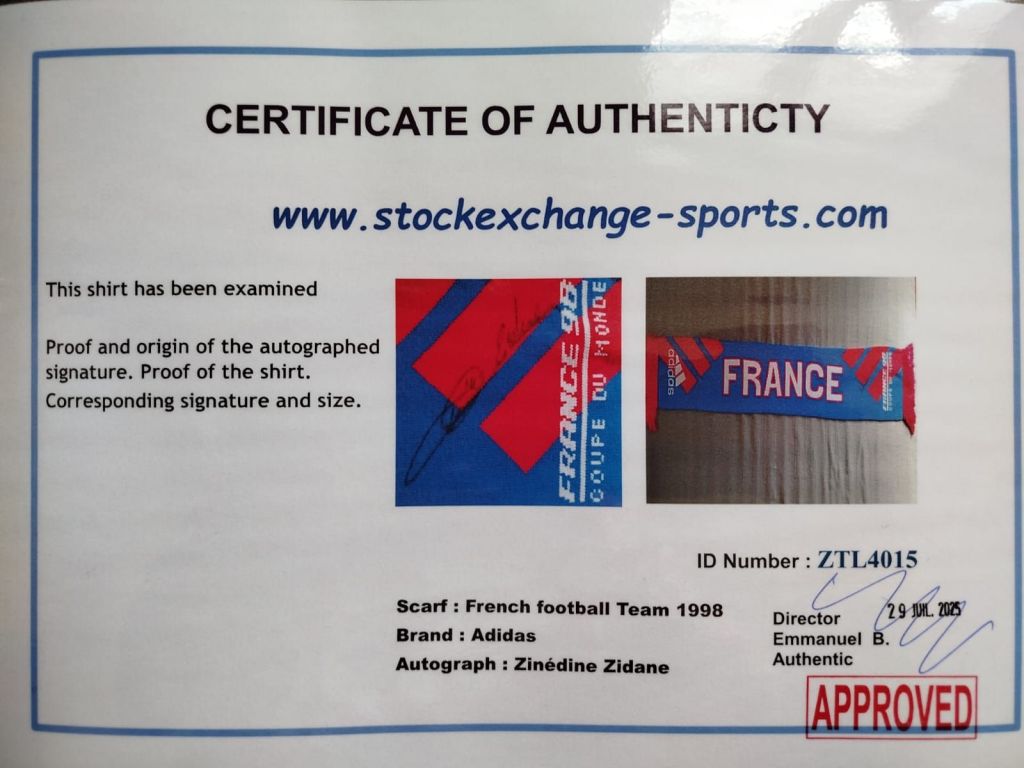 CERTIFICATE OF AUTHENTICTY
www.stockexchange-sports.com
This shirt has been examined
Proof and origin of the autographed
signature. Proof of the shirt.
Corresponding signature and size.
FRANCE 98
COUPE DU MONDE
adidas
FRANCE
FRANCE 98
ID Number : ZTL4015
Scarf : French football Team 1998
Brand : Adidas
Autograph : Zinédine Zidane
Director
29 JUIL. 2025
Emmanuel B.
Authentic
APPROVED